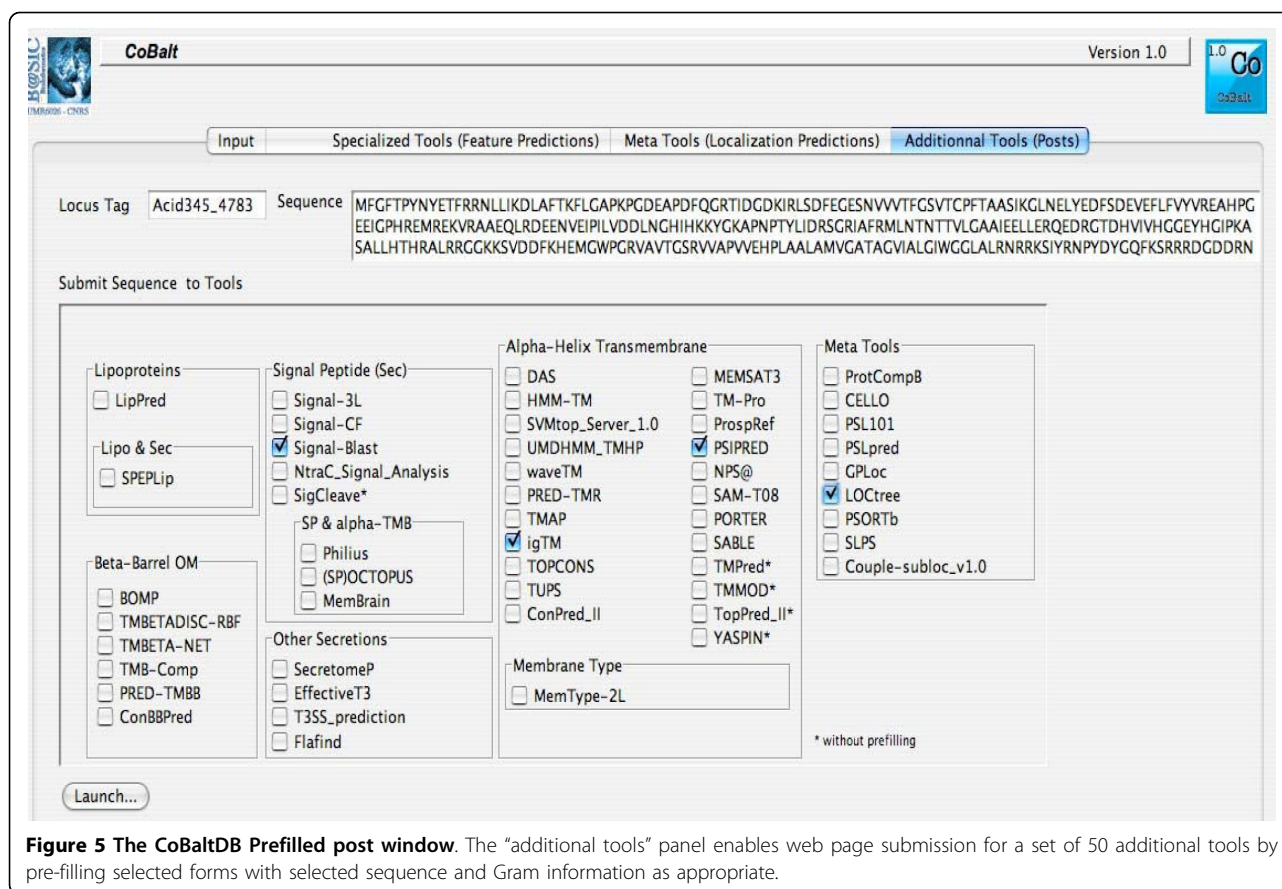 B@SIC
UMR6026 - CNRS
CoBalt
Version 1.0
1.0 Co
CoBalt
Input
Specialized Tools (Feature Predictions)
Meta Tools (Localization Predictions)
Additionnal Tools (Posts)
Locus Tag
Acid345_4783
Sequence
MFGFTPYNYETFRRNLLIKDLAFTKFLGAPKPGDEAPDFQGRTIDGDKIRLSDFEGESNVVVTFGSVTCPFTAASIKGLNELYEDFSDEVEFLFVYVREAHPG
EEIGPHREMREKVRAAEQLRDEENVEIPILVDDLNGHIHKKYGKAPNPTYLIDRSGRIAFRMLNTNTTVLGAAIEELLERQEDRGTDHVIVHGGEYHGIPKA
SALLHTHRALRRGGKKSVDDFKHEMGWPGRVAVTGSRVVAPVVEHPLAALAMVGATAGVIALGIWGGLALRNRRKSIYRNPYDYGQFKSRRRDGDDRN
Submit Sequence to Tools
Lipoproteins
LipPred
Lipo & Sec
SPEPLip
Beta-Barrel OM
BOMP
TMBETADISC-RBF
TMBETA-NET
TMB-Comp
PRED-TMBB
ConBBPred
Signal Peptide (Sec)
Signal-3L
Signal-CF
Signal-Blast
NtraC_Signal_Analysis
SigCleave*
SP & alpha-TMB
Philius
(SP)OCTOPUS
MemBrain
Other Secretions
SecretomeP
EffectiveT3
T3SS_prediction
Flafind
Alpha-Helix Transmembrane
DAS
HMM-TM
SVMtop_Server_1.0
UMDHMM_TMHP
waveTM
PRED-TMR
TMAP
igTM
TOPCONS
TUPS
ConPred_II
MEMSAT3
TM-Pro
ProspRef
PSIPRED
NPS@
SAM-T08
PORTER
SABLE
TMPred*
TMMOD*
TopPred_II*
YASPIN*
Membrane Type
MemType-2L
Meta Tools
ProtCompB
CELLO
PSL101
PSLpred
GPLoc
LOCtree
PSORTb
SLPS
Couple-subloc_v1.0
* without prefilling
Launch...
Figure 5 The CoBaltDB Prefilled post window. The “additional tools” panel enables web page submission for a set of 50 additional tools by
pre-filling selected forms with selected sequence and Gram information as appropriate.